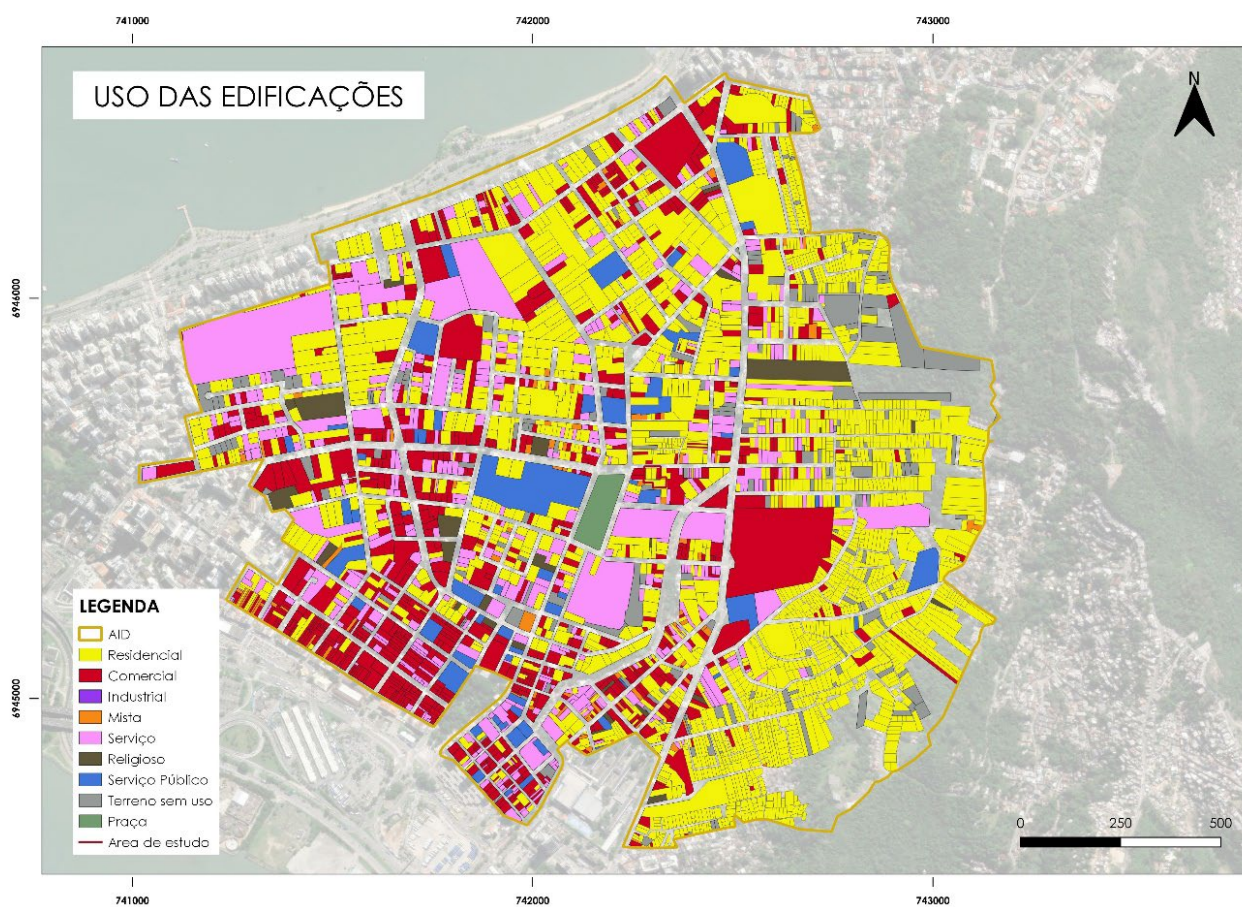 741000 742000 743000
USO DAS EDIFICAÇÕES
N
6946000
6945000
LEGENDA
AID
Residencial
Comercial
Industrial
Mista
Serviço
Religioso
Serviço Público
Terreno sem uso
Praça
Area de estudo
0 250 500
741000 742000 743000